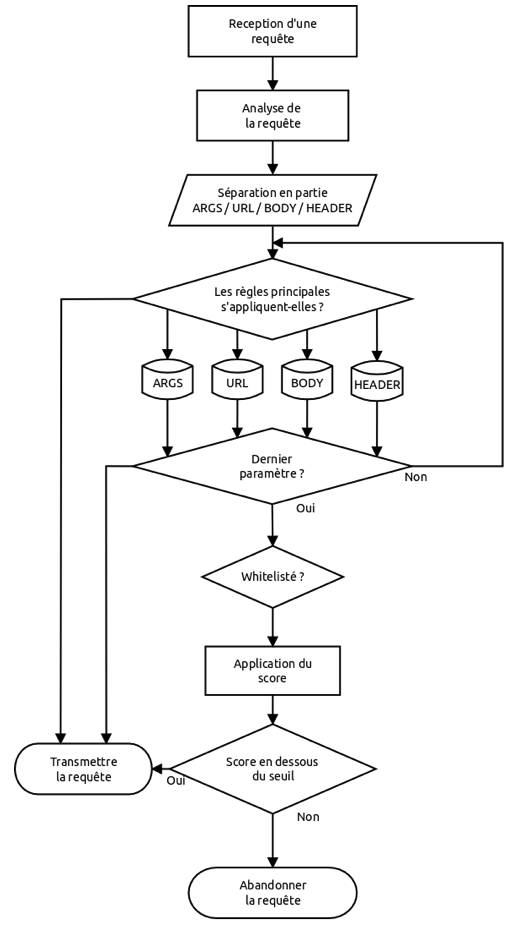 Reception d'une
requête
Analyse de
la requête
Séparation en partie
ARGS / URL / BODY / HEADER
Les règles principales
s'appliquent-elles ?
ARGS
URL
BODY
HEADER
Dernier
paramètre ?
Non
Oui
Whitelisté ?
Application du
score
Transmettre
la requête
Score en dessous
du seuil
Oui
Non
Abandonner
la requête